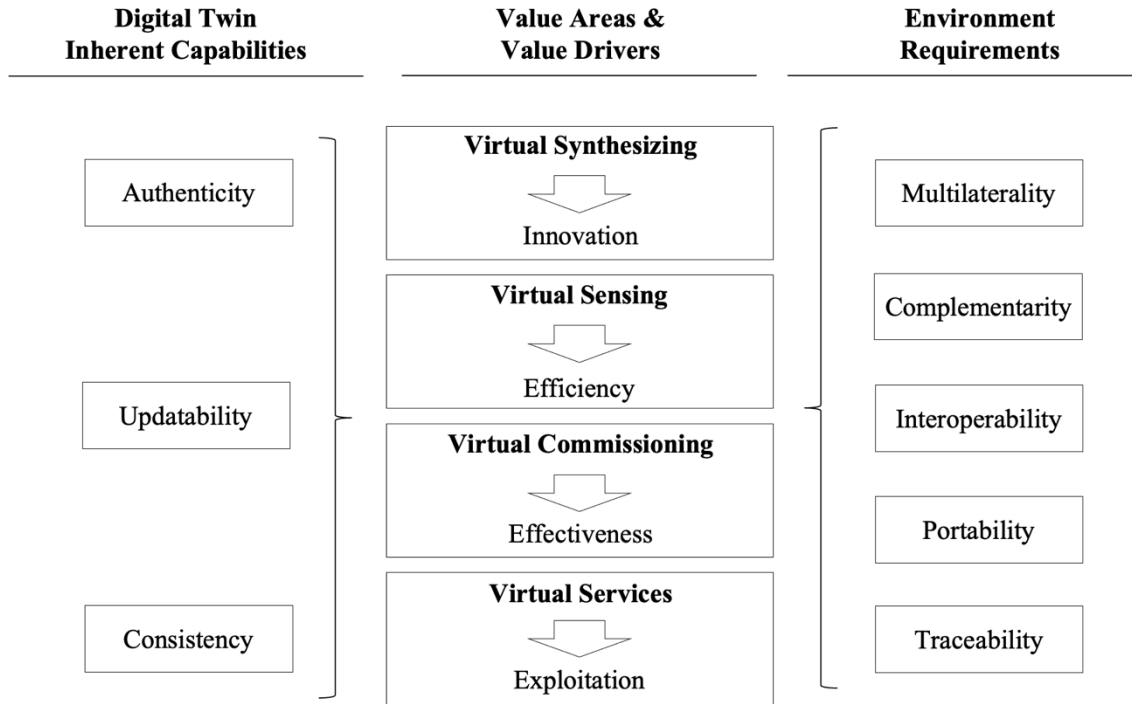 Digital Twin
Inherent Capabilities
Value Areas &
Value Drivers
Environment
Requirements
Authenticity
Updatability
Consistency
Virtual Synthesizing
Innovation
Virtual Sensing
Efficiency
Virtual Commissioning
Effectiveness
Virtual Services
Exploitation
Multilaterality
Complementarity
Interoperability
Portability
Traceability